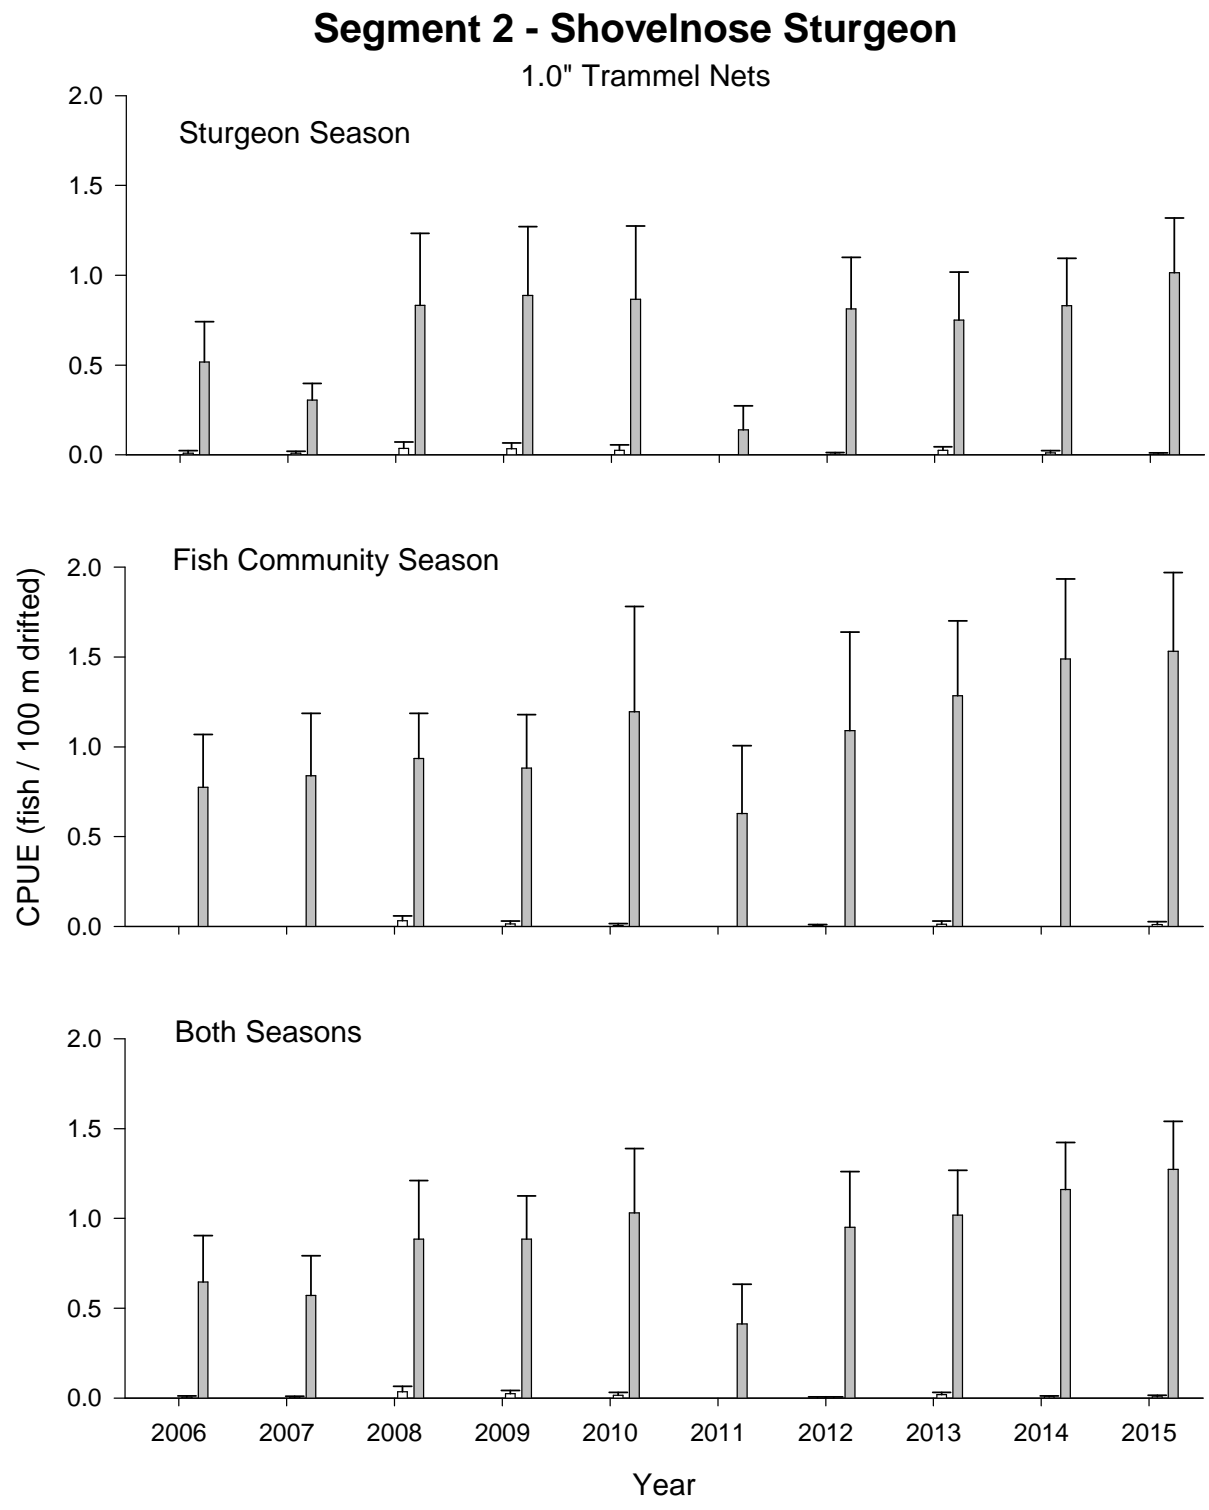 Segment 2 - Shovelnose Sturgeon
1.0" Trammel Nets
2.0
Sturgeon Season
1.5
1.0
0.5
0.0
CPUE (fish / 100 m drifted)
2.0
Fish Community Season
1.5
1.0
0.5
0.0
2.0
Both Seasons
1.5
1.0
0.5
0.0
2006 2007 2008 2009 2010 2011 2012 2013 2014 2015
Year